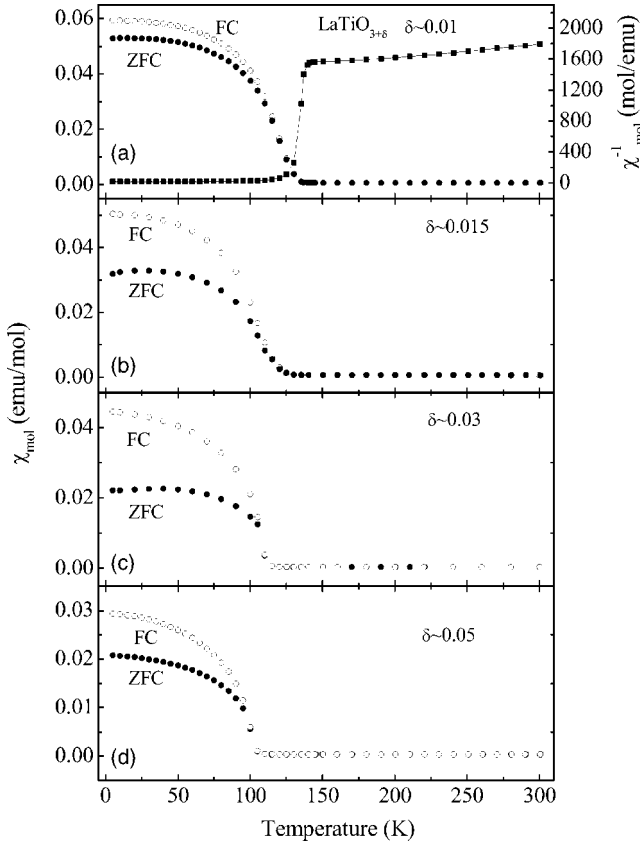 FC
LaTiO3+δ δ~0.01
ZFC
(a)
0.06
0.04
0.02
0.00
2000
1600
1200
800
400
0
χ-1mol (mol/emu)
δ~0.015
FC
ZFC
(b)
0.04
0.02
0.00
χmol (emu/mol)
δ~0.03
FC
ZFC
(c)
0.04
0.02
0.00
δ~0.05
FC
ZFC
(d)
0.03
0.02
0.01
0.00
0 50 100 150 200 250 300
Temperature (K)